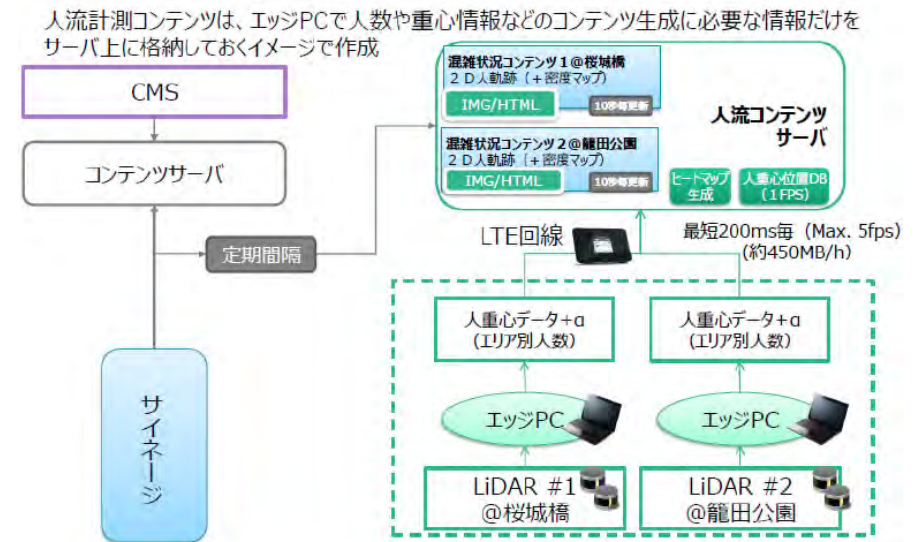 人流計測コンテンツは、エッジPCで人数や重心情報などのコンテンツ生成に必要な情報だけを
サーバ上に格納しておくイメージで作成
CMS
コンテンツサーバ
定期間隔
サイネージ
混雑状況コンテンツ１@桜城橋
２Ｄ人軌跡（＋密度マップ）
IMG/HTML
10秒毎更新
混雑状況コンテンツ２@籠田公園
２Ｄ人軌跡（＋密度マップ）
IMG/HTML
10秒毎更新
人流コンテンツ
サーバ
ヒートマップ
生成
人重心位置DB
（１FPS）
LTE回線
最短200ms毎（Max. 5fps）
(約450MB/h)
人重心データ+α
(エリア別人数)
人重心データ+α
(エリア別人数)
エッジPC
エッジPC
LiDAR #1
@桜城橋
LiDAR #2
@籠田公園